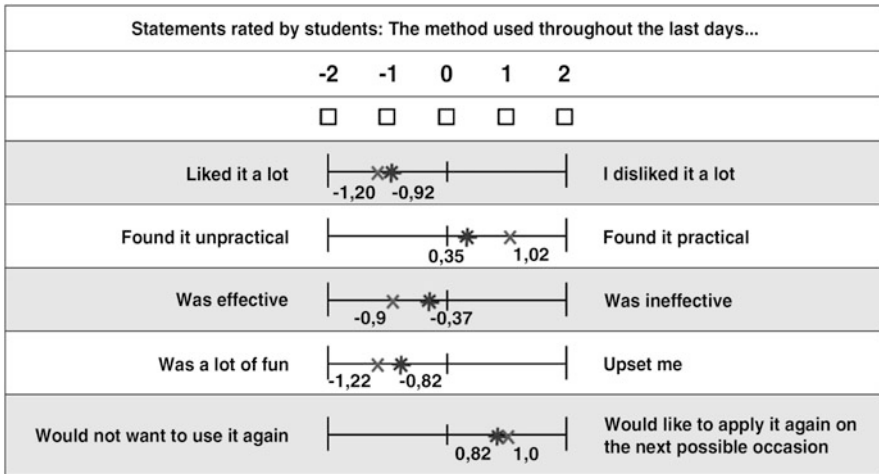 Statements rated by students: The method used throughout the last days...
-2 -1 0 1 2
Liked it a lot
-1,20 -0,92
I disliked it a lot
Found it unpractical
0,35 1,02
Found it practical
Was effective
-0,9 -0,37
Was ineffective
Was a lot of fun
-1,22 -0,82
Upset me
Would not want to use it again
0,82 1,0
Would like to apply it again on
the next possible occasion